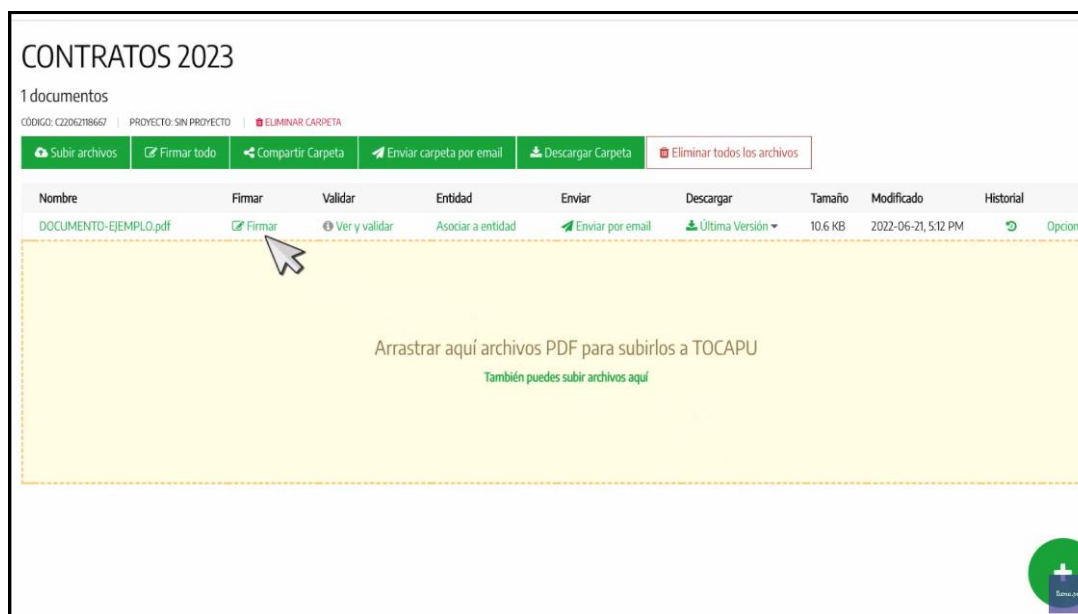 CONTRATOS 2023
1 documentos
CÓDIGO: C22062118667 | PROYECTO: SIN PROYECTO | ELIMINAR CARPETA
Subir archivos Firmar todo Compartir Carpeta Enviar carpeta por email Descargar Carpeta Eliminar todos los archivos
Nombre Firmar Validar Entidad Enviar Descargar Tamaño Modificado Historial
DOCUMENTO-EJEMPLO.pdf Firmar Ver y validar Asociar a entidad Enviar por email Última Versión 10.6 KB 2022-06-21, 5:12 PM Opcion
Arrastrar aquí archivos PDF para subirlos a TOCAPU
También puedes subir archivos aquí